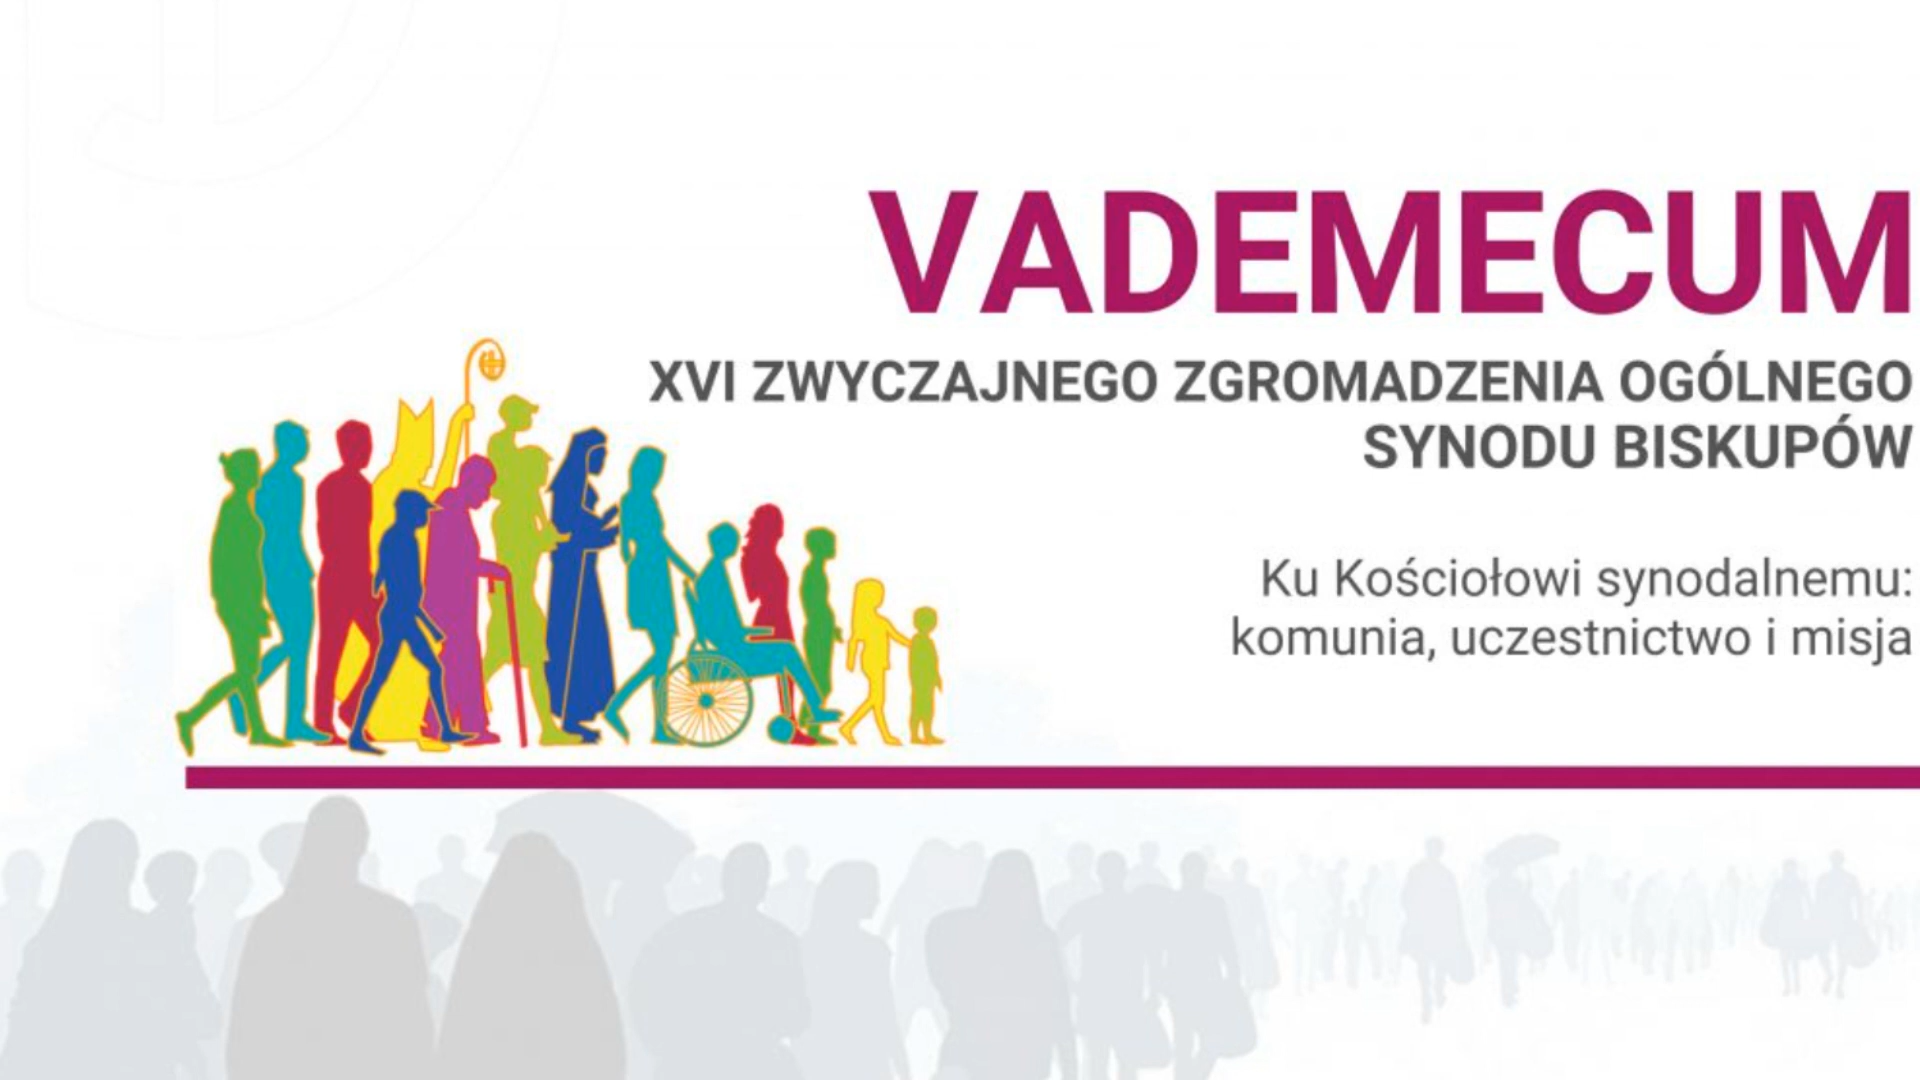 VADEMECUM
XVI ZWYCZAJNEGO ZGROMADZENIA OGÓLNEGO
SYNODU BISKUPÓW
Ku Kościołowi synodalnemu:
komunia, uczestnictwo i misja